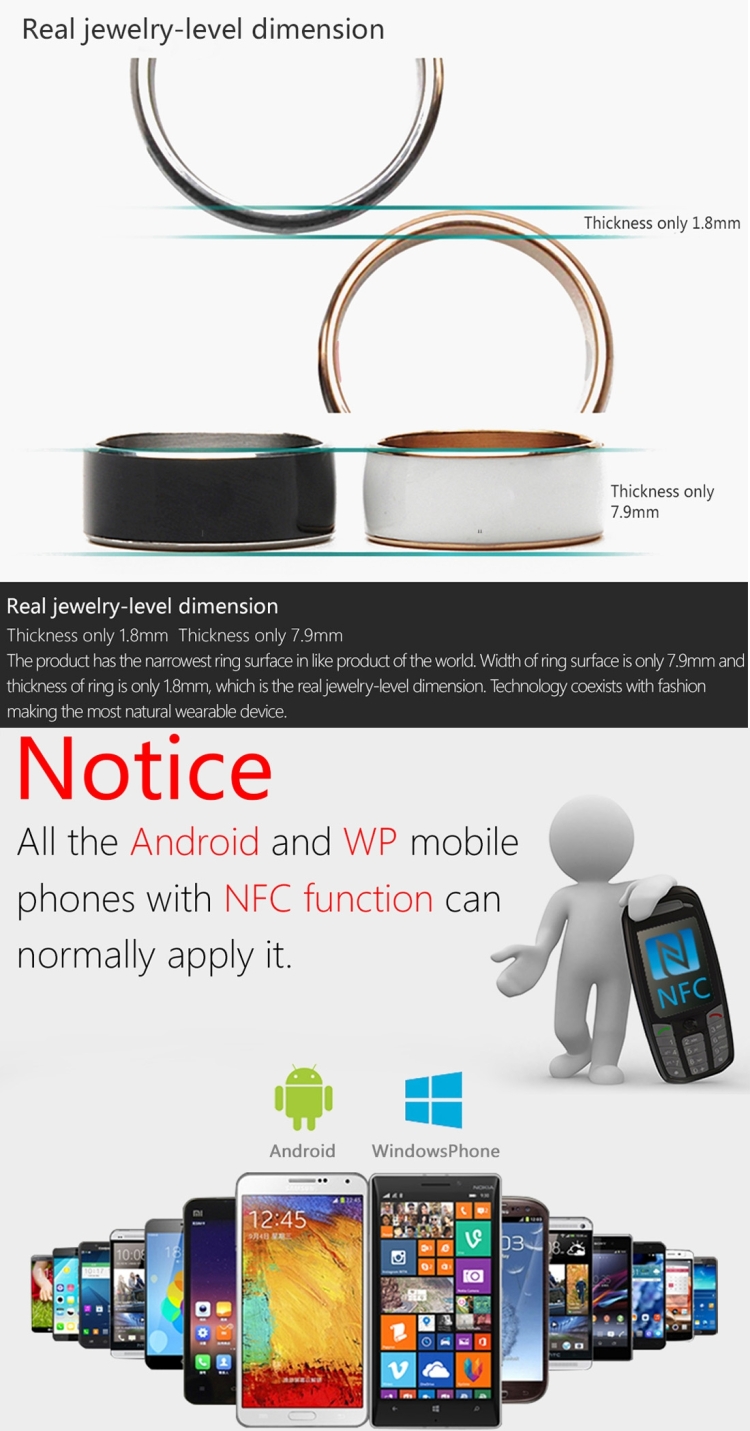 Real jewelry-level dimension
Thickness only 1.8mm
Thickness only
7.9mm
Real jewelry-level dimension
Thickness only 1.8mm Thickness only 7.9mm
The product has the narrowest ring surface in like product of the world. Width of ring surface is only 7.9mm and
thickness of ring is only 1.8mm, which is the real jewelry-level dimension. Technology coexists with fashion
making the most natural wearable device.
Notice
All the Android and WP mobile
phones with NFC function can
normally apply it.
NFC
Android
WindowsPhone
NOKIA
12:45